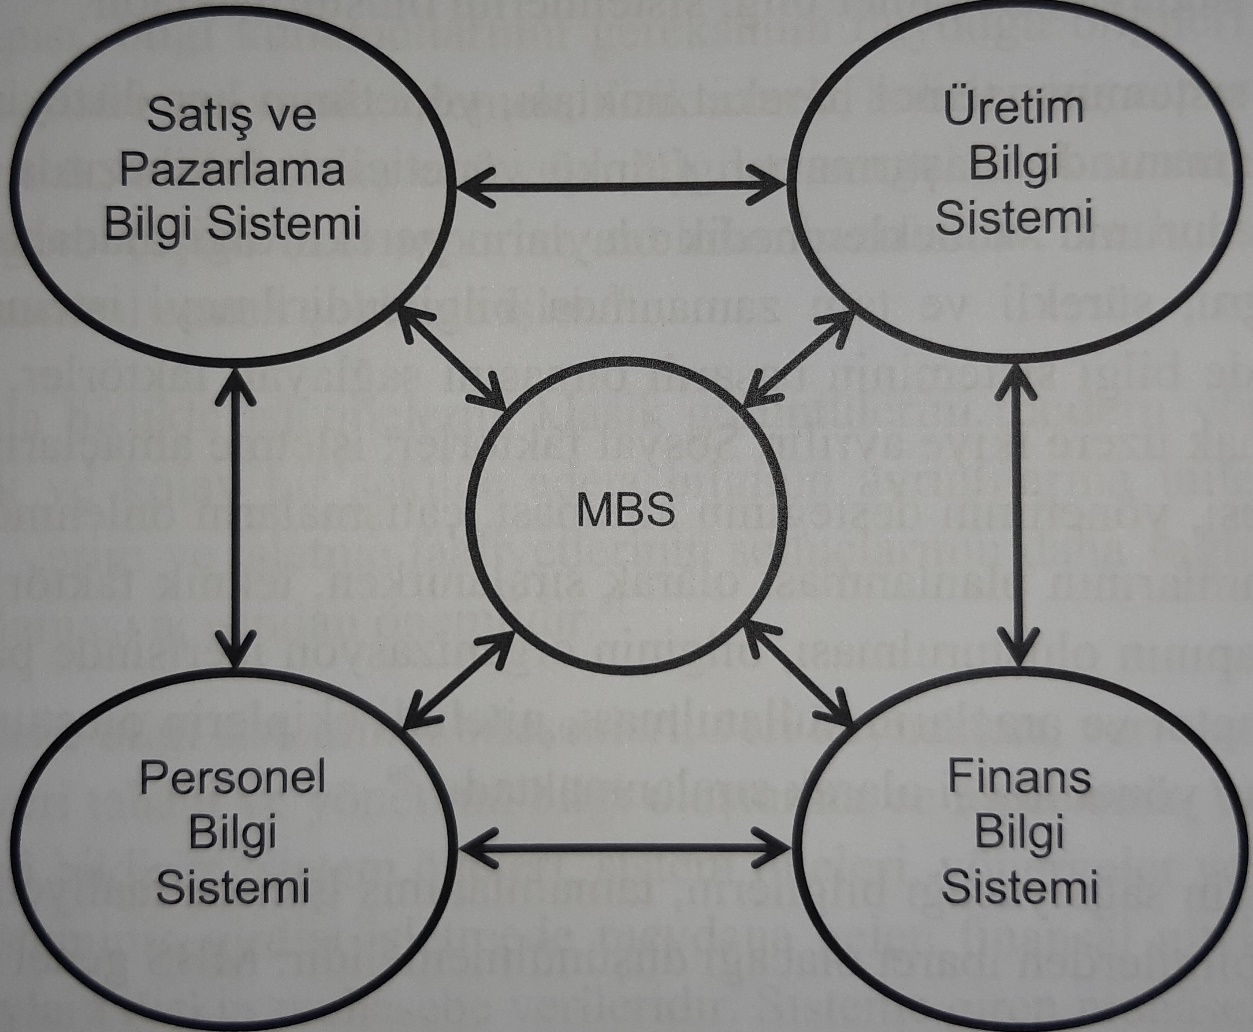 Satış ve
Pazarlama
Bilgi Sistemi
Üretim
Bilgi
Sistemi
MBS
Personel
Bilgi
Sistemi
Finans
Bilgi
Sistemi